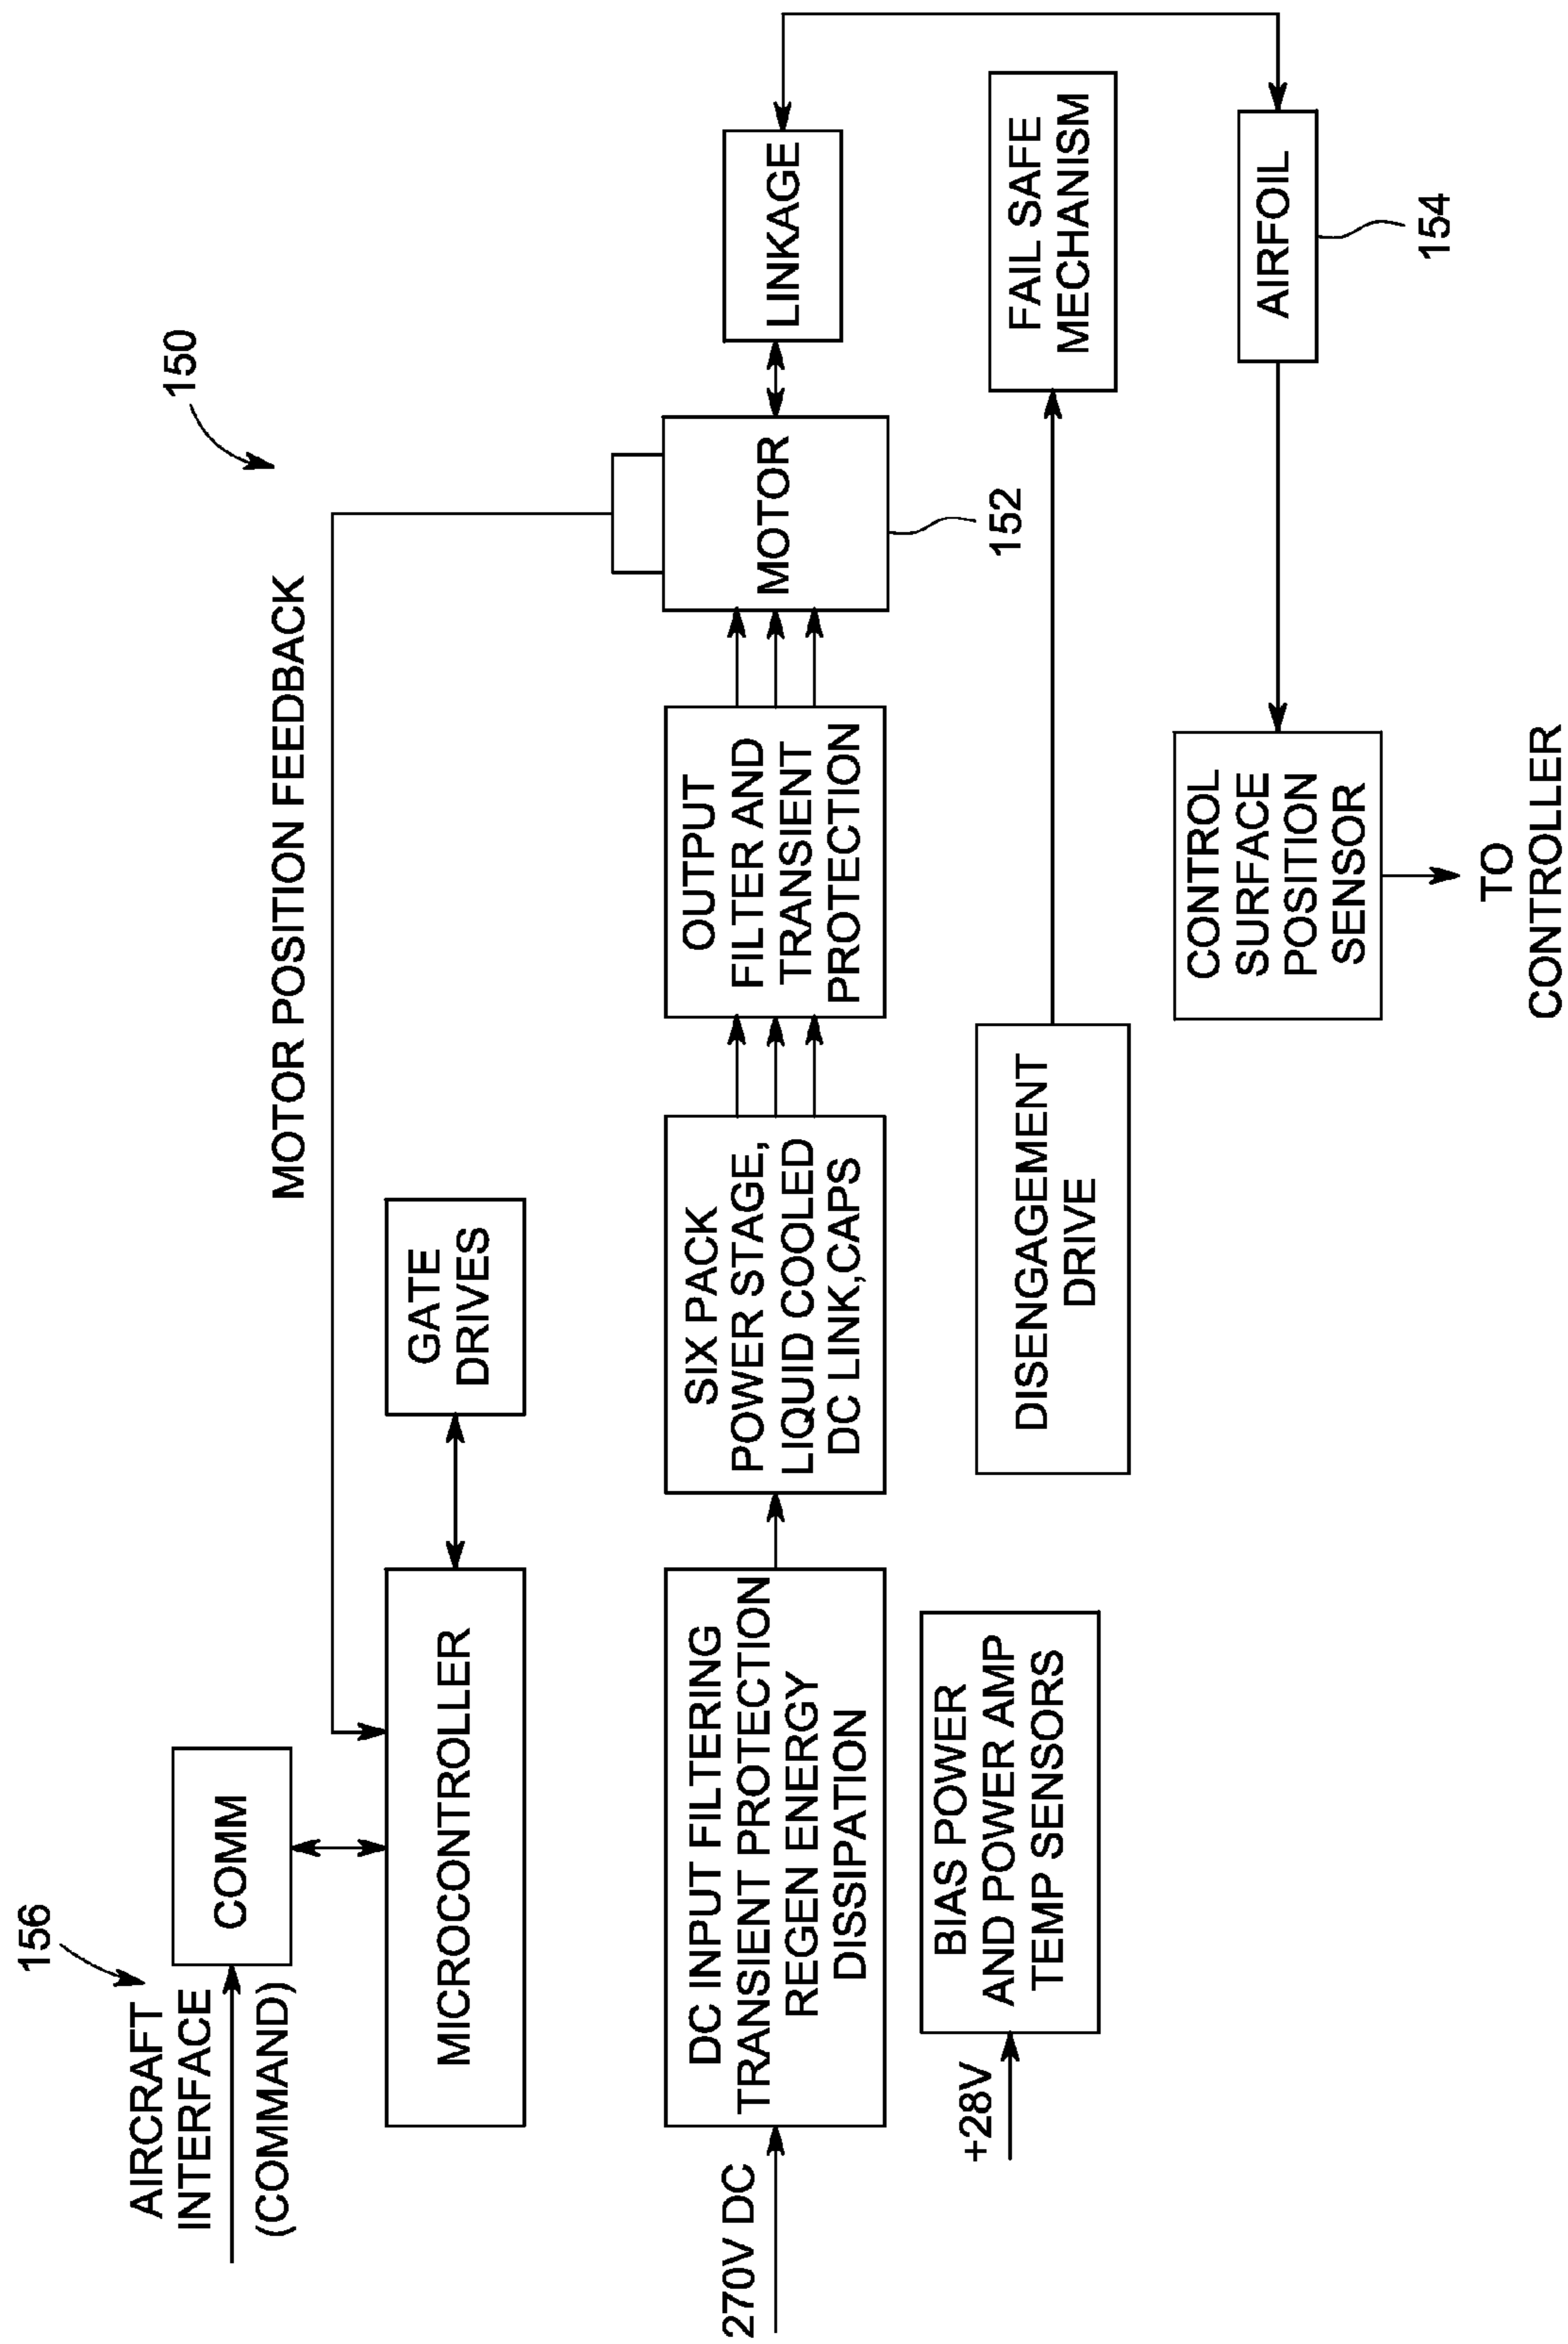 150
156
AIRCRAFT
INTERFACE
(COMMAND)
COMM
MOTOR POSITION FEEDBACK
MICROCONTROLLER
GATE
DRIVES
270V DC
DC INPUT FILTERING
TRANSIENT PROTECTION
REGEN ENERGY
DISSIPATION
SIX PACK
POWER STAGE,
LIQUID COOLED
DC LINK,CAPS
OUTPUT
FILTER AND
TRANSIENT
PROTECTION
MOTOR
152
LINKAGE
+28V
BIAS POWER
AND POWER AMP
TEMP SENSORS
DISENGAGEMENT
DRIVE
FAIL SAFE
MECHANISM
CONTROL
SURFACE
POSITION
SENSOR
AIRFOIL
154
TO
CONTROLLER